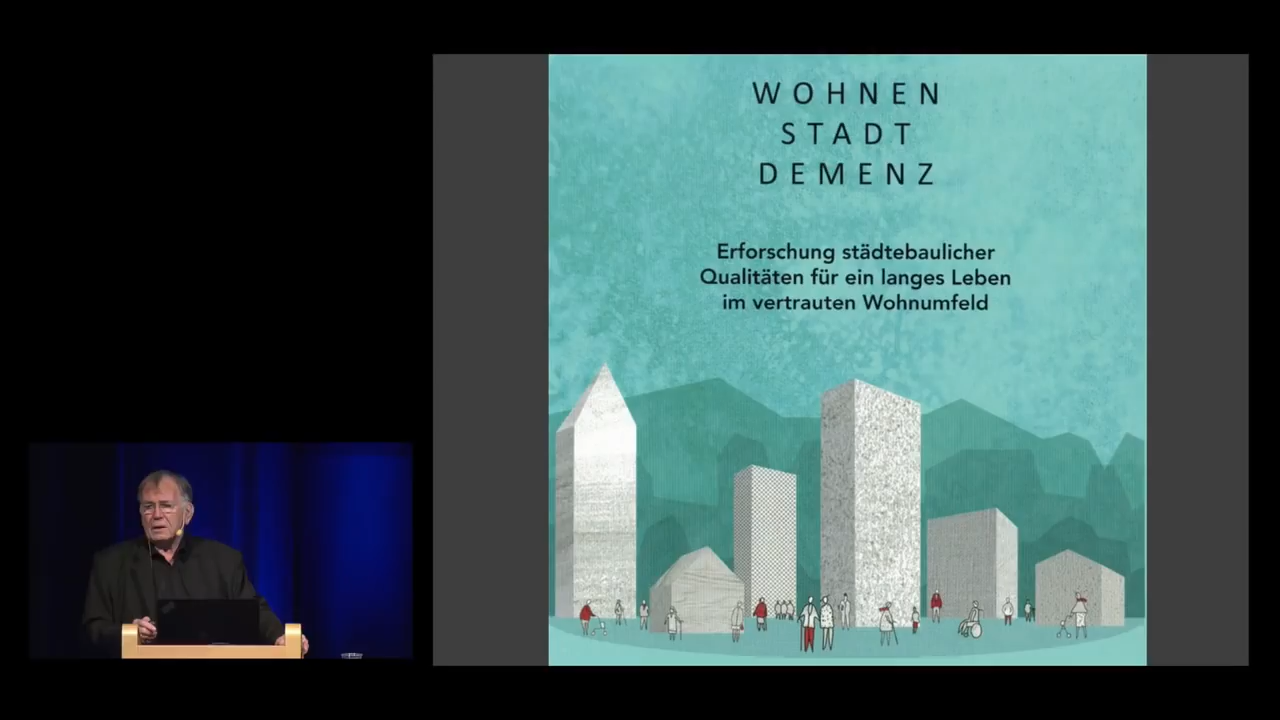 WOHNEN
STADT
DEMENZ
Erforschung städtebaulicher
Qualitäten für ein langes Leben
im vertrauten Wohnumfeld